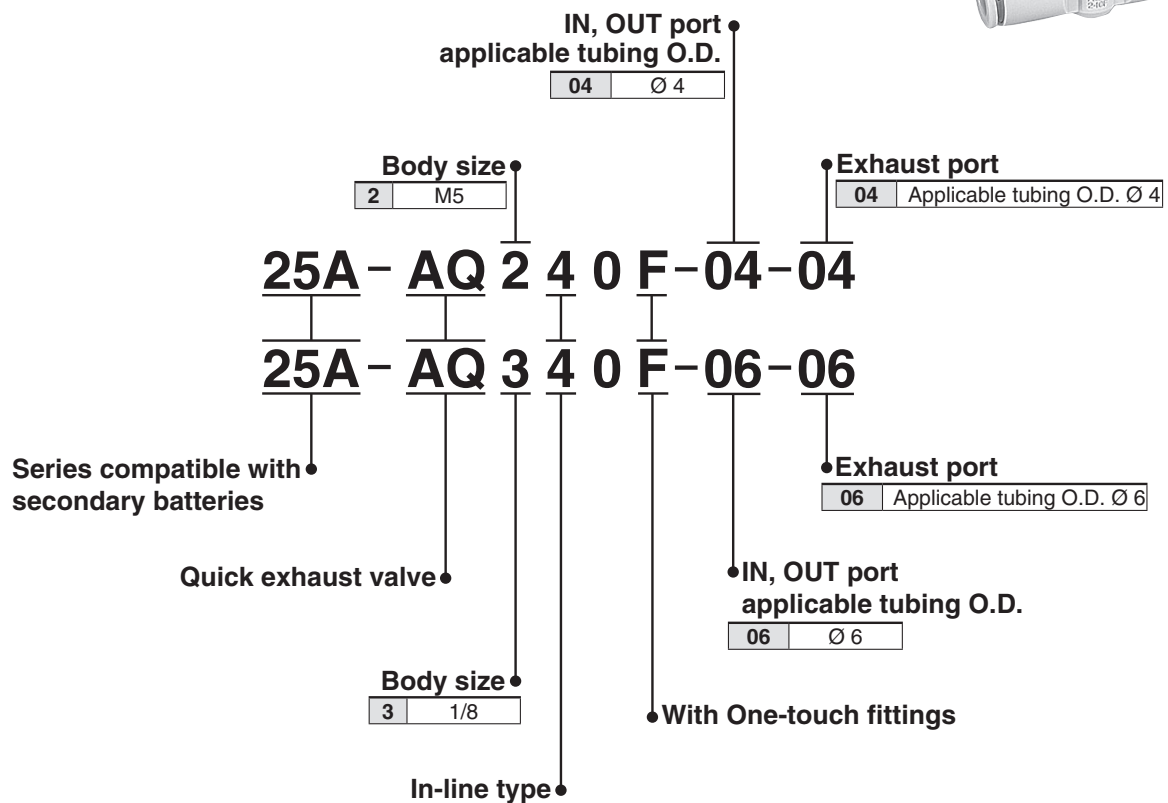 IN, OUT port
applicable tubing O.D.
04 Ø 4
Body size
2 M5
Exhaust port
04 Applicable tubing O.D. Ø 4
25A - AQ 2 4 0 F - 04 - 04
25A - AQ 3 4 0 F - 06 - 06
Series compatible with
secondary batteries
Exhaust port
06 Applicable tubing O.D. Ø 6
Quick exhaust valve
IN, OUT port
applicable tubing O.D.
06 Ø 6
Body size
3 1/8
With One-touch fittings
In-line type